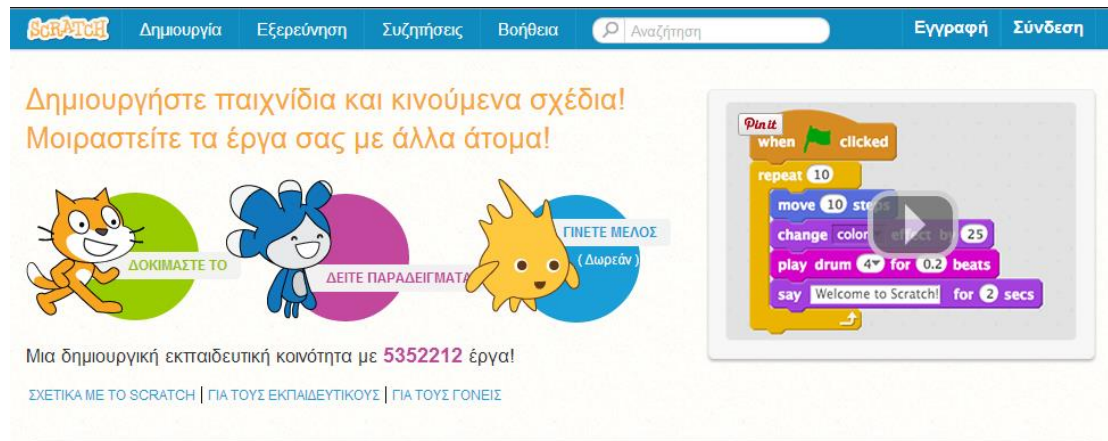 SCRATCH Δημιουργία Εξερεύνηση Συζητήσεις Βοήθεια Αναζήτηση Εγγραφή Σύνδεση
Δημιουργήστε παιχνίδια και κινούμενα σχέδια!
Μοιραστείτε τα έργα σας με άλλα άτομα!
ΔΟΚΙΜΑΣΤΕ ΤΟ
ΔΕΙΤΕ ΠΑΡΑΔΕΙΓΜΑΤΑ
ΓΙΝΕΤΕ ΜΕΛΟΣ
( Δωρεάν )
Μια δημιουργική εκπαιδευτική κοινότητα με 5352212 έργα!
ΣΧΕΤΙΚΑ ΜΕ ΤΟ SCRATCH | ΓΙΑ ΤΟΥΣ ΕΚΠΑΙΔΕΥΤΙΚΟΥΣ | ΓΙΑ ΤΟΥΣ ΓΟΝΕΙΣ
Pin it
when clicked
repeat 10
move 10 steps
change color effect by 25
play drum 4 for 0.2 beats
say Welcome to Scratch! for 2 secs